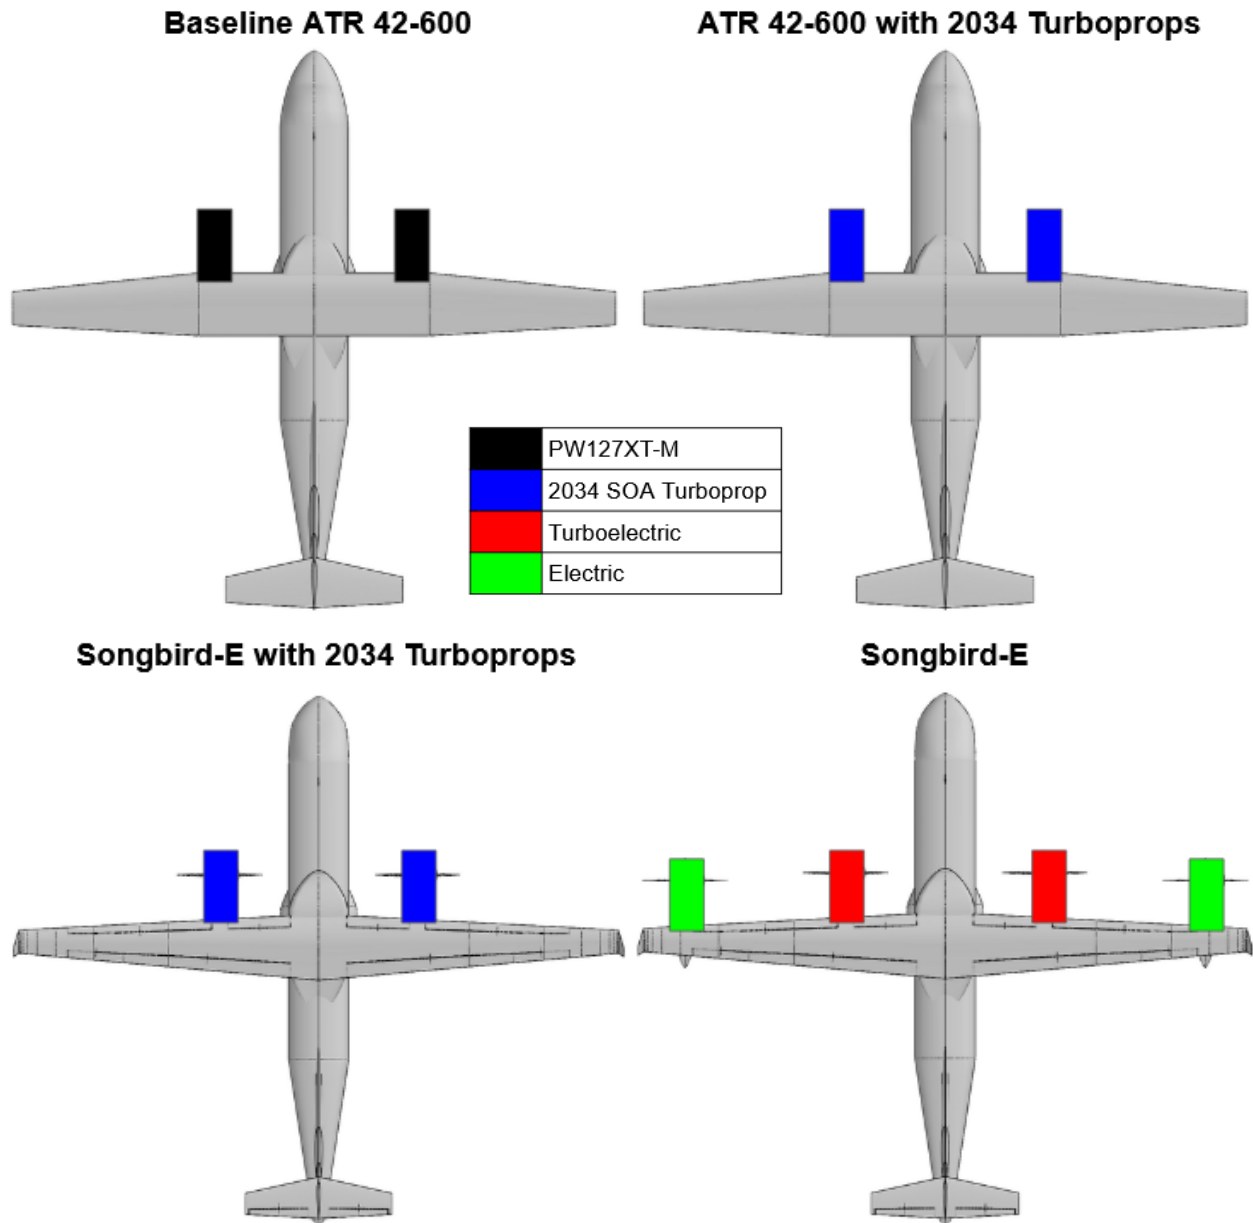 Baseline ATR 42-600
ATR 42-600 with 2034 Turboprops
PW127XT-M
2034 SOA Turboprop
Turboelectric
Electric
Songbird-E with 2034 Turboprops
Songbird-E